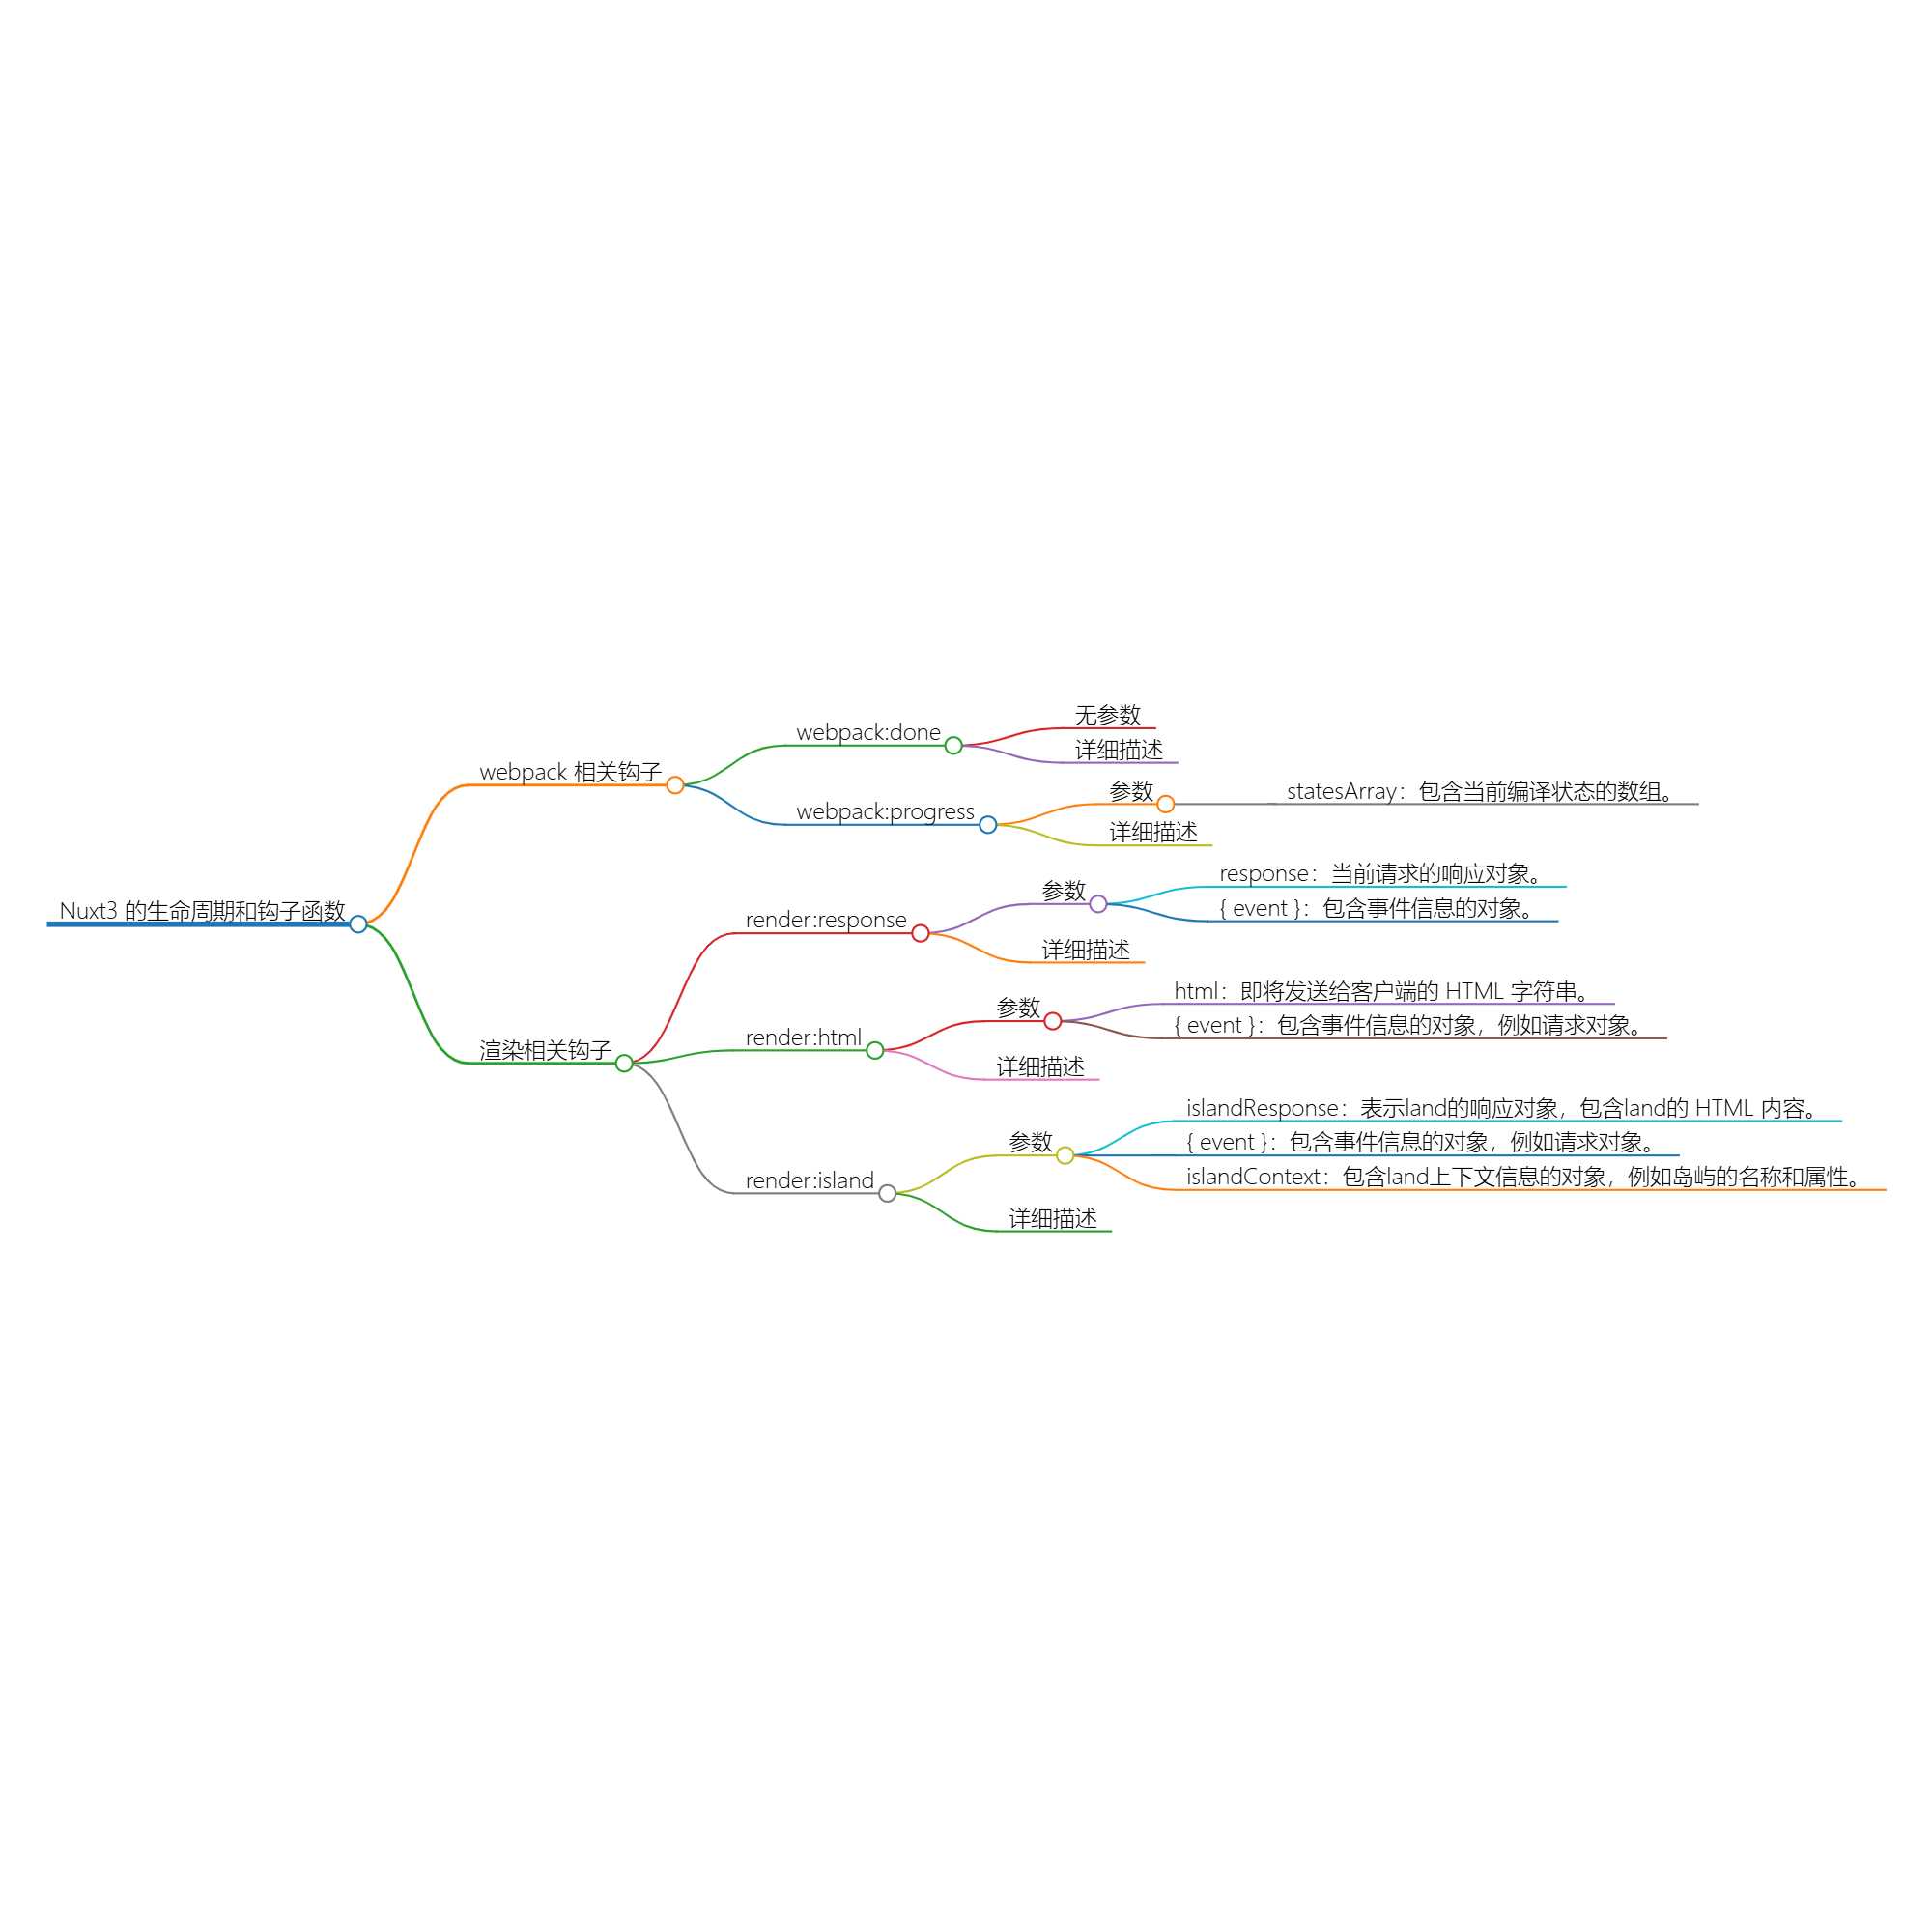 Nuxt3 的生命周期和钩子函数
webpack 相关钩子
webpack:done
无参数
详细描述
webpack:progress
参数
statesArray：包含当前编译状态的数组。
详细描述
渲染相关钩子
render:response
参数
response：当前请求的响应对象。
{ event }：包含事件信息的对象。
详细描述
render:html
参数
html：即将发送给客户端的 HTML 字符串。
{ event }：包含事件信息的对象，例如请求对象。
详细描述
render:island
参数
islandResponse：表示land的响应对象，包含land的 HTML 内容。
{ event }：包含事件信息的对象，例如请求对象。
islandContext：包含land上下文信息的对象，例如岛屿的名称和属性。
详细描述